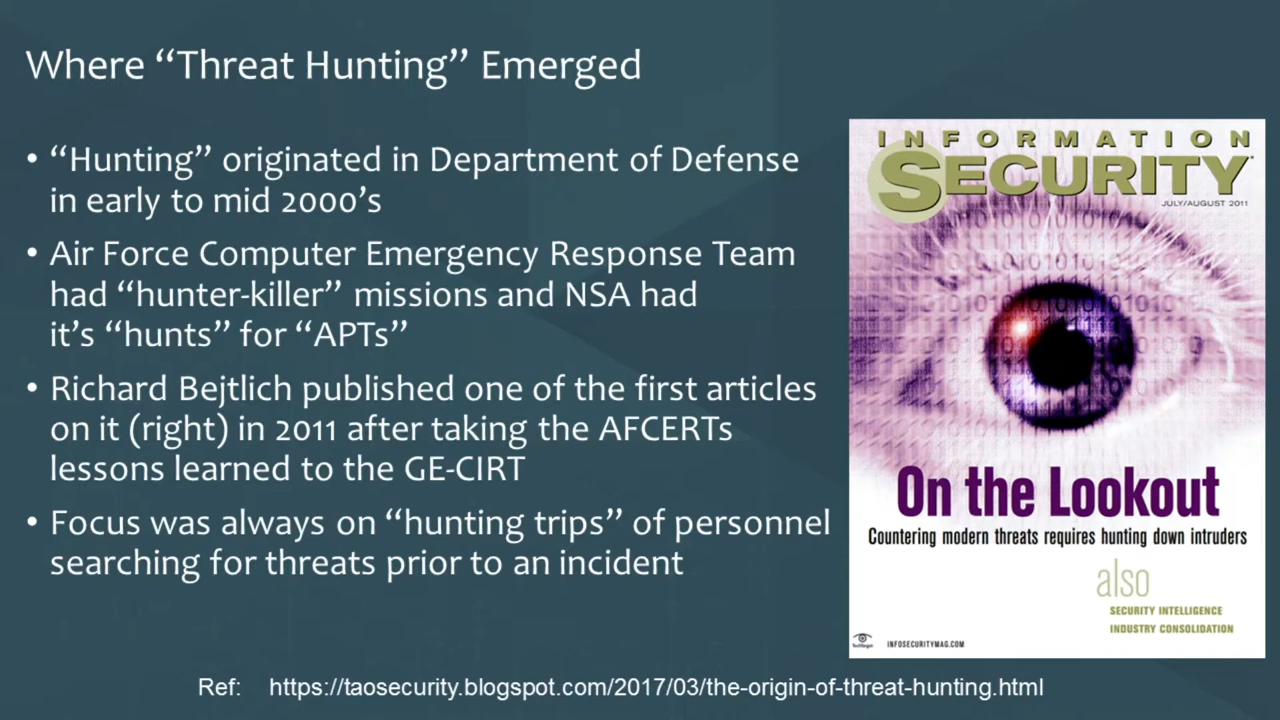 Where “Threat Hunting” Emerged
• “Hunting” originated in Department of Defense
in early to mid 2000’s
• Air Force Computer Emergency Response Team
had “hunter-killer” missions and NSA had
it’s “hunts” for “APTs”
• Richard Bejtlich published one of the first articles
on it (right) in 2011 after taking the AFCERTs
lessons learned to the GE-CIRT
• Focus was always on “hunting trips” of personnel
searching for threats prior to an incident
INFORMATION
SECURITY
JULY/AUGUST 2011
On the Lookout
Countering modern threats requires hunting down intruders
also
SECURITY INTELLIGENCE
INDUSTRY CONSOLIDATION
TechTarget
INFOSECURITYMAG.COM
Ref: https://taosecurity.blogspot.com/2017/03/the-origin-of-threat-hunting.html